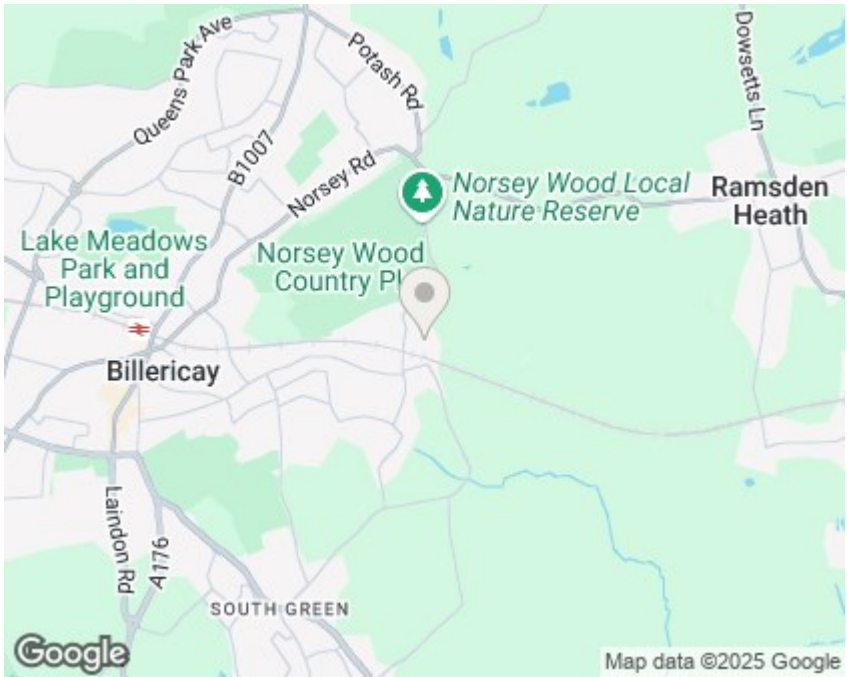 Queens Park Ave
Potash Rd
Dowsetts Ln
B1007
Norsey Rd
Norsey Wood Local
Nature Reserve
Ramsden
Heath
Lake Meadows
Park and
Playground
Norsey Wood
Country P
Billericay
Laindon Rd
A176
SOUTH GREEN
Google
Map data ©2025 Google